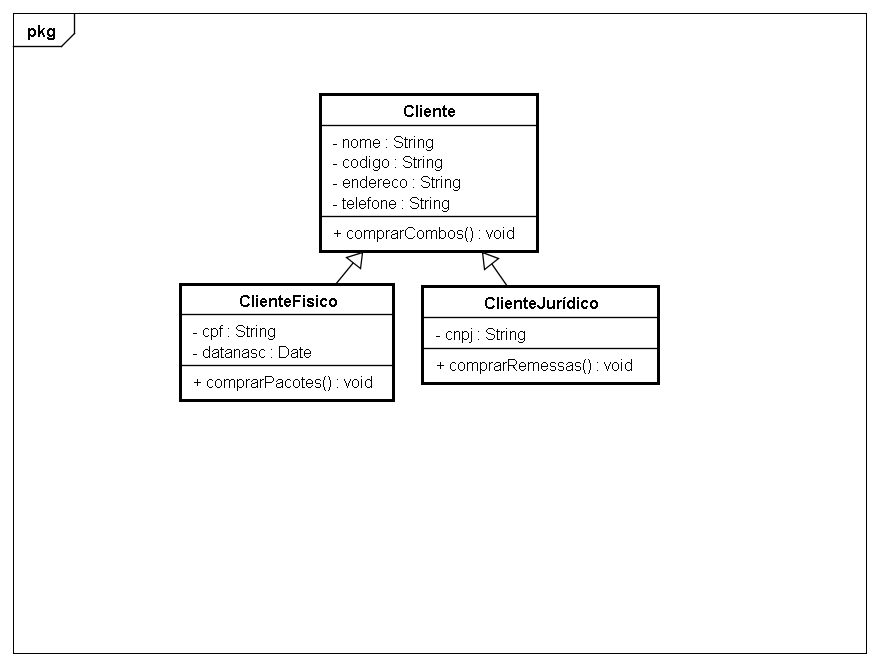 pkg
Cliente
- nome : String
- codigo : String
- endereco : String
- telefone : String
+ comprarCombos() : void
ClienteFisico
- cpf : String
- datanasc : Date
+ comprarPacotes() : void
ClienteJurídico
- cnpj : String
+ comprarRemessas() : void